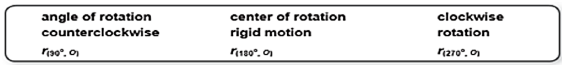 angle of rotation center of rotation clockwise
counterclockwise rigid motion rotation
r(90°, O) r(180°, O) r(270°, O)